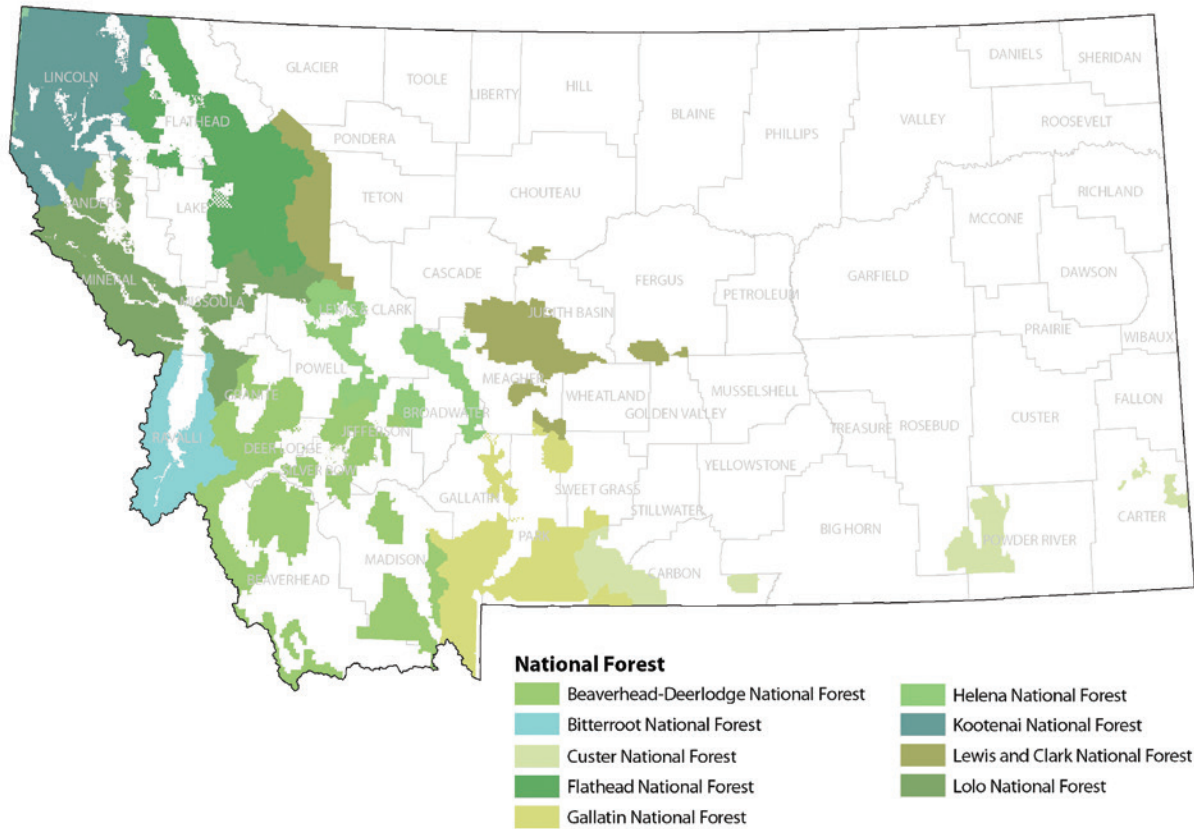 DANIELS
SHERIDAN
GLACIER
TOOLE
LIBERTY
HILL
BLAINE
LINCOLN
PHILLIPS
VALLEY
ROOSEVELT
FLATHEAD
PONDERA
CHOUTEAU
RICHLAND
TETON
MCCONE
SANDERS
LAKE
CASCADE
FERGUS
GARFIELD
DAWSON
MINERAL
MISSOULA
LEWIS & CLARK
JUDITH BASIN
PETROLEUM
PRAIRIE
WIBAUX
POWELL
MEAGHER
WHEATLAND
MUSSELSHELL
FALLON
GRANITE
BROADWATER
GOLDEN VALLEY
CUSTER
RAVALLI
JEFFERSON
TREASURE
ROSEBUD
DEER LODGE
SILVER BOW
YELLOWSTONE
GALLATIN
SWEET GRASS
STILLWATER
CARTER
PARK
BIG HORN
POWDER RIVER
MADISON
CARBON
BEAVERHEAD
National Forest
Beaverhead-Deerlodge National Forest
Bitterroot National Forest
Custer National Forest
Flathead National Forest
Gallatin National Forest
Helena National Forest
Kootenai National Forest
Lewis and Clark National Forest
Lolo National Forest